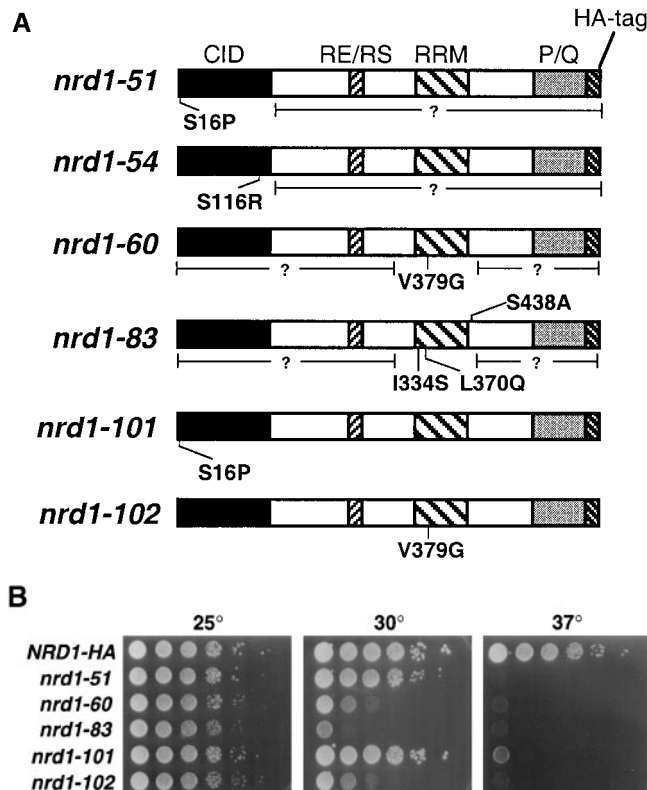 A
HA-tag
CID RE/RS RRM P/Q
nrd1-51
?
S16P
nrd1-54
?
S116R
nrd1-60
? ?
V379G
S438A
nrd1-83
? ?
I334S L370Q
nrd1-101
S16P
nrd1-102
V379G
B
25° 30° 37°
NRD1-HA
nrd1-51
nrd1-60
nrd1-83
nrd1-101
nrd1-102